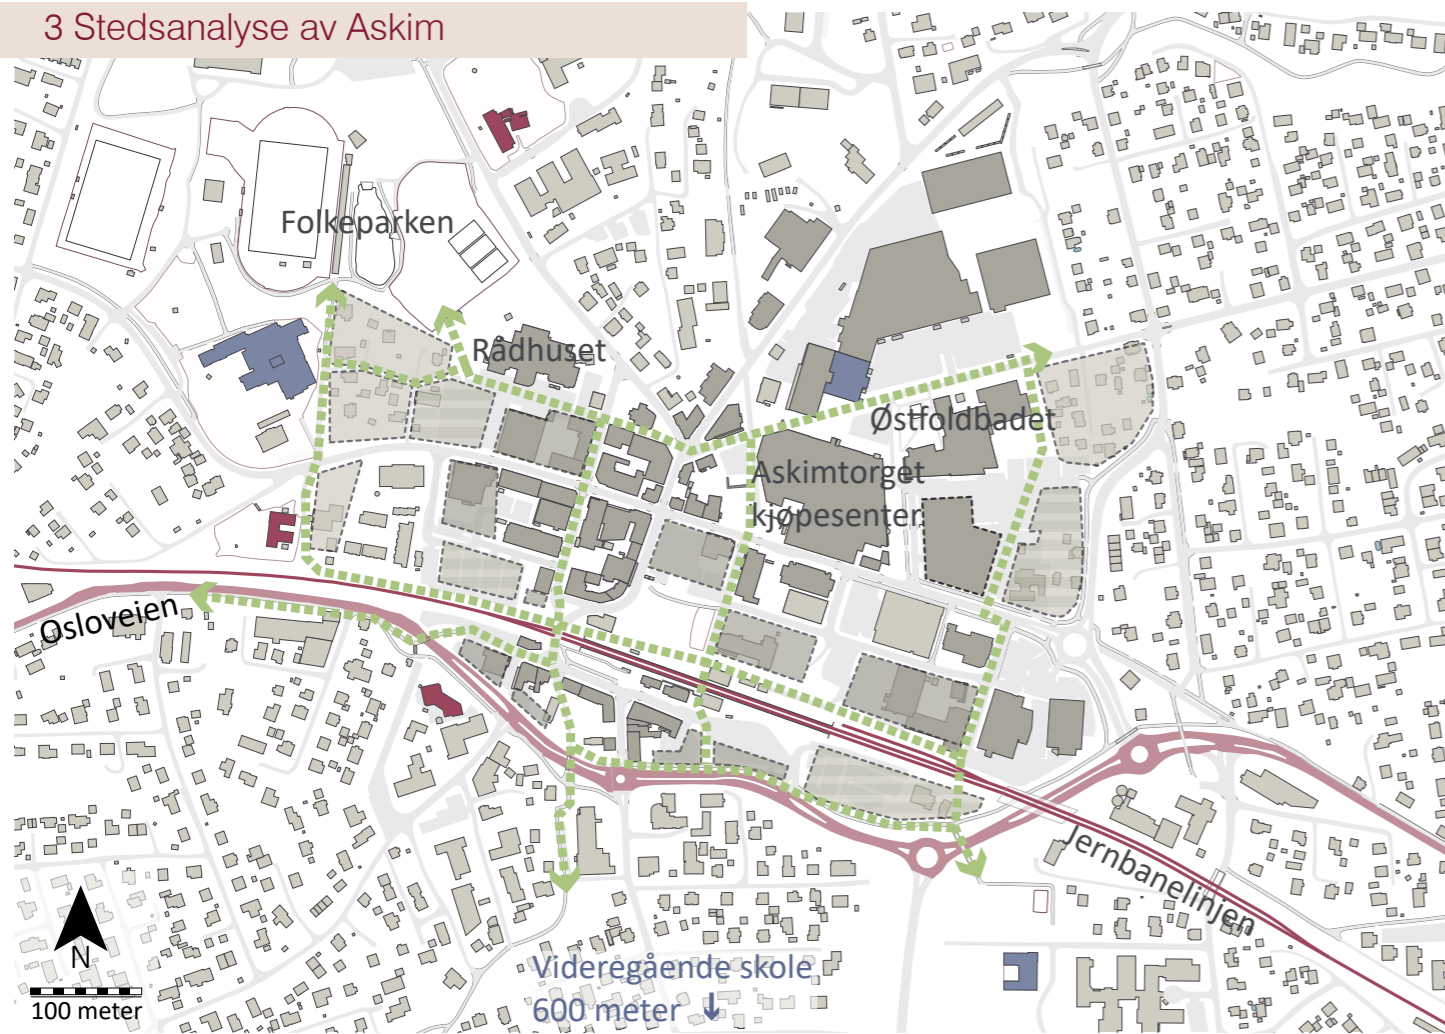 3 Stedsanalyse av Askim
Folkeparken
Rådhuset
Østfoldbadet
Askimtorget
kjøpesenter
Osloveien
Jernbanelinjen
Videregående skole
600 meter ↓
N
100 meter